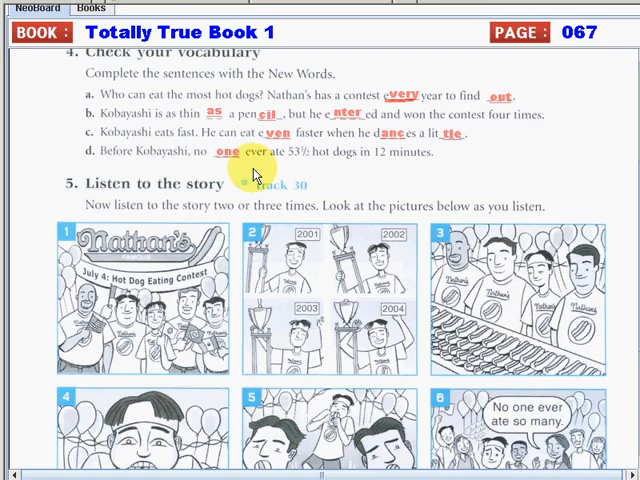 NeoBoard Books
BOOK : Totally True Book 1 PAGE : 067
4. Check your vocabulary
Complete the sentences with the New Words.
a. Who can eat the most hot dogs? Nathan's has a contest every year to find out.
b. Kobayashi is as thin as a pencil, but he entered and won the contest four times.
c. Kobayashi eats fast. He can eat even faster when he dances a little.
d. Before Kobayashi, no one ever ate 53½ hot dogs in 12 minutes.
5. Listen to the story Track 30
Now listen to the story two or three times. Look at the pictures below as you listen.
1
Nathan's
FAMOUS
July 4: Hot Dog Eating Contest
2
2001
2002
2003
2004
3
Nathan's
Nathan's
Nathan's
Nathans
4
5
6
No one ever
ate so many.